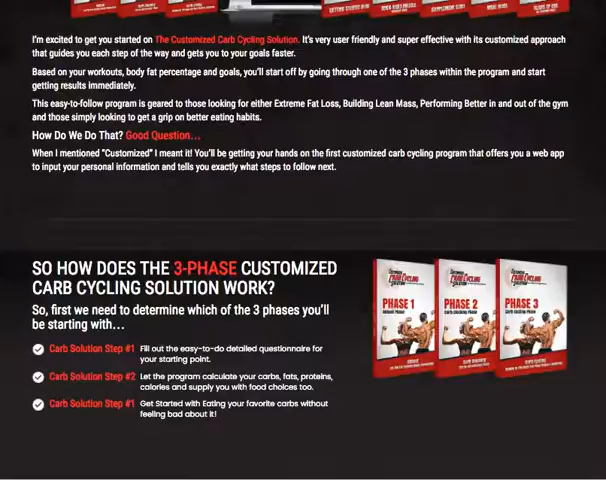 GETTING STARTED GUIDE
I'm excited to get you started on The Customized Carb Cycling Solution. It's very user friendly and super effective with its customized approach
that guides you each step of the way and gets you to your goals faster.
Based on your workouts, body fat percentage and goals, you'll start off by going through one of the 3 phases within the program and start
getting results immediately.
This easy-to-follow program is geared to those looking for either Extreme Fat Loss, Building Lean Mass, Performing Better in and out of the gym
and those simply looking to get a grip on better eating habits.
How Do We Do That? Good Question...
When I mentioned "Customized" I meant it! You'll be getting your hands on the first customized carb cycling program that offers you a web app
to input your personal information and tells you exactly what steps to follow next.
SO HOW DOES THE 3-PHASE CUSTOMIZED
CARB CYCLING SOLUTION WORK?
So, first we need to determine which of the 3 phases you'll
be starting with...
Carb Solution Step #1 Fill out the easy-to-do detailed questionnaire for
your starting point.
Carb Solution Step #2 Let the program calculate your carbs, fats, proteins,
calories and supply you with food choices too.
Carb Solution Step #1 Get Started with Eating your favorite carbs without
feeling bad about it!
CARB CYCLING
SOLUTION
PHASE 1
CARB CYCLING
SOLUTION
PHASE 2
CARB CYCLING
SOLUTION
PHASE 3